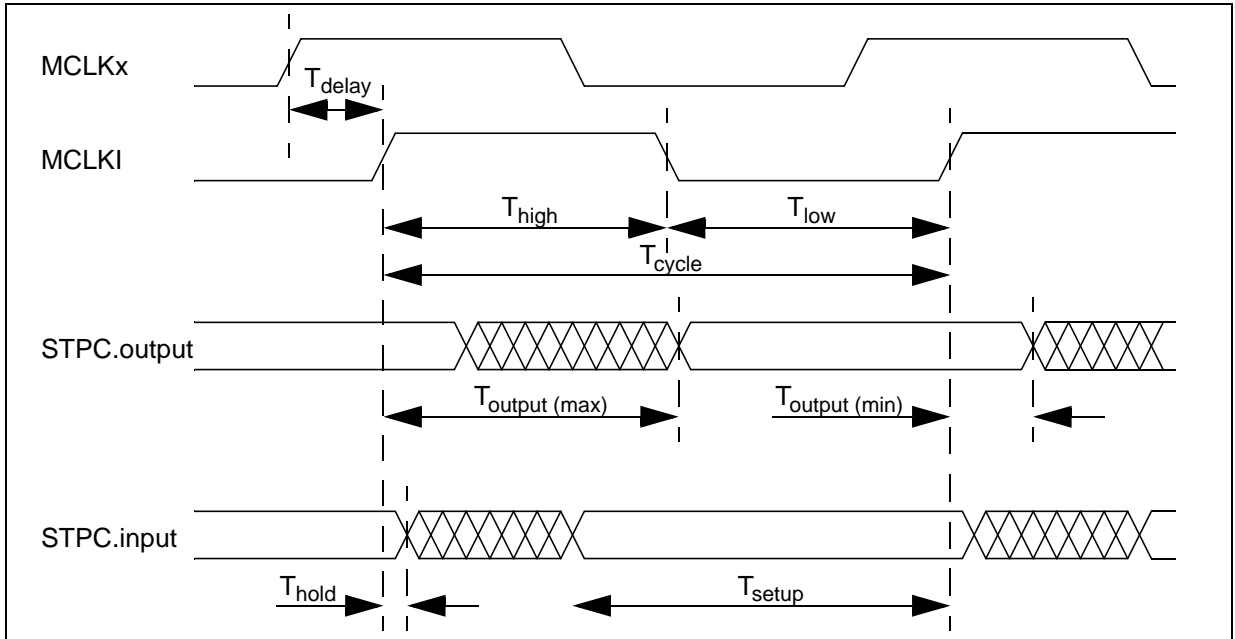 MCLKx
Tdelay
MCLKI
Thigh
Tlow
Tcycle
STPC.output
Toutput (max)
Toutput (min)
STPC.input
Thold
Tsetup